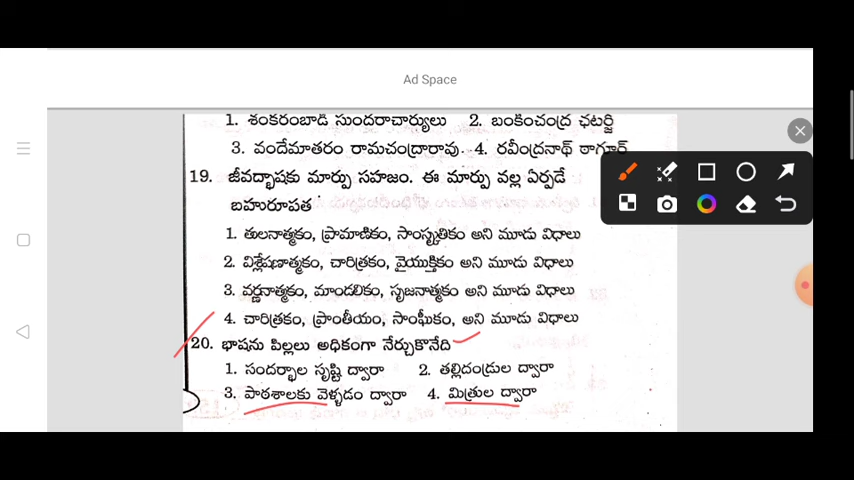 Ad Space
1. శంకరంబాడి సుందరాచార్యులు 2. బంకించంద్ర ఛటర్జి
3. వందేమాతరం రామచంద్రారావు. 4. రవీంద్రనాథ్ ఠాగూర్
19. జీవద్భాషకు మార్పు సహజం. ఈ మార్పు వల్ల ఏర్పడే
బహురూపత
1. తులనాత్మకం, ప్రామాణికం, సాంస్కృతికం అని మూడు విధాలు
2. విశ్లేషణాత్మకం, చారిత్రకం, వైయుక్తికం అని మూడు విధాలు
3. వర్ణనాత్మకం, మాండలికం, సృజనాత్మకం అని మూడు విధాలు
4. చారిత్రకం, ప్రాంతీయం, సాంఘీకం, అని మూడు విధాలు
20. భాషను పిల్లలు అధికంగా నేర్చుకొనేది
1. సందర్భాల సృష్టి ద్వారా 2. తల్లిదండ్రుల ద్వారా
3. పాఠశాలకు వెళ్ళడం ద్వారా 4. మిత్రుల ద్వారా